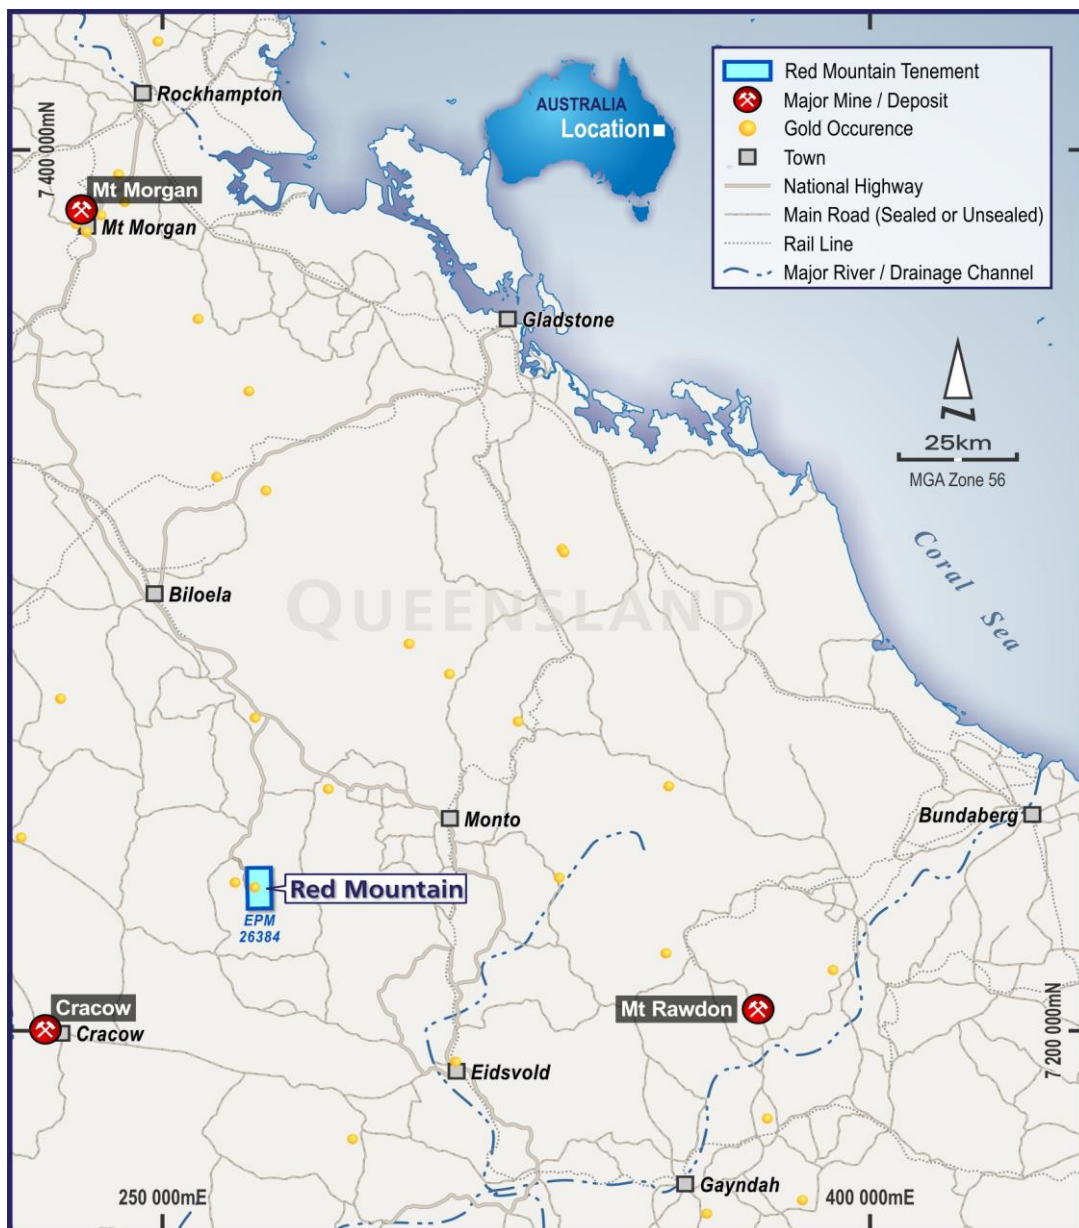 Rockhampton
7 400 000mN
Mt Morgan
Mt Morgan
AUSTRALIA
Location
Red Mountain Tenement
Major Mine / Deposit
Gold Occurence
Town
National Highway
Main Road (Sealed or Unsealed)
Rail Line
Major River / Drainage Channel
Gladstone
N
25km
MGA Zone 56
Coral Sea
Biloela
QUEENSLAND
Monto
Bundaberg
Red Mountain
EPM
26384
Cracow
Cracow
Mt Rawdon
7 200 000mN
Eidsvold
Gayndah
250 000mE
400 000mE